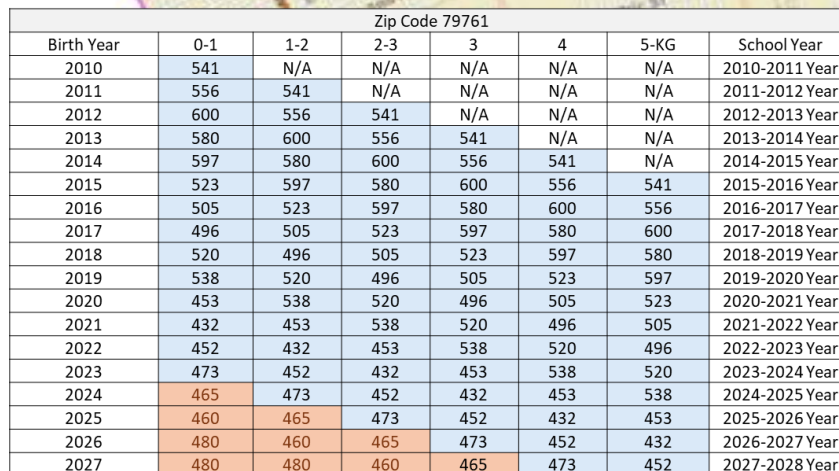 Zip Code 79761
Birth Year 0-1 1-2 2-3 3 4 5-KG School Year
2010 541 N/A N/A N/A N/A N/A 2010-2011 Year
2011 556 541 N/A N/A N/A N/A 2011-2012 Year
2012 600 556 541 N/A N/A N/A 2012-2013 Year
2013 580 600 556 541 N/A N/A 2013-2014 Year
2014 597 580 600 556 541 N/A 2014-2015 Year
2015 523 597 580 600 556 541 2015-2016 Year
2016 505 523 597 580 600 556 2016-2017 Year
2017 496 505 523 597 580 600 2017-2018 Year
2018 520 496 505 523 597 580 2018-2019 Year
2019 538 520 496 505 523 597 2019-2020 Year
2020 453 538 520 496 505 523 2020-2021 Year
2021 432 453 538 520 496 505 2021-2022 Year
2022 452 432 453 538 520 496 2022-2023 Year
2023 473 452 432 453 538 520 2023-2024 Year
2024 465 473 452 432 453 538 2024-2025 Year
2025 460 465 473 452 432 453 2025-2026 Year
2026 480 460 465 473 452 432 2026-2027 Year
2027 480 480 460 465 473 452 2027-2028 Year